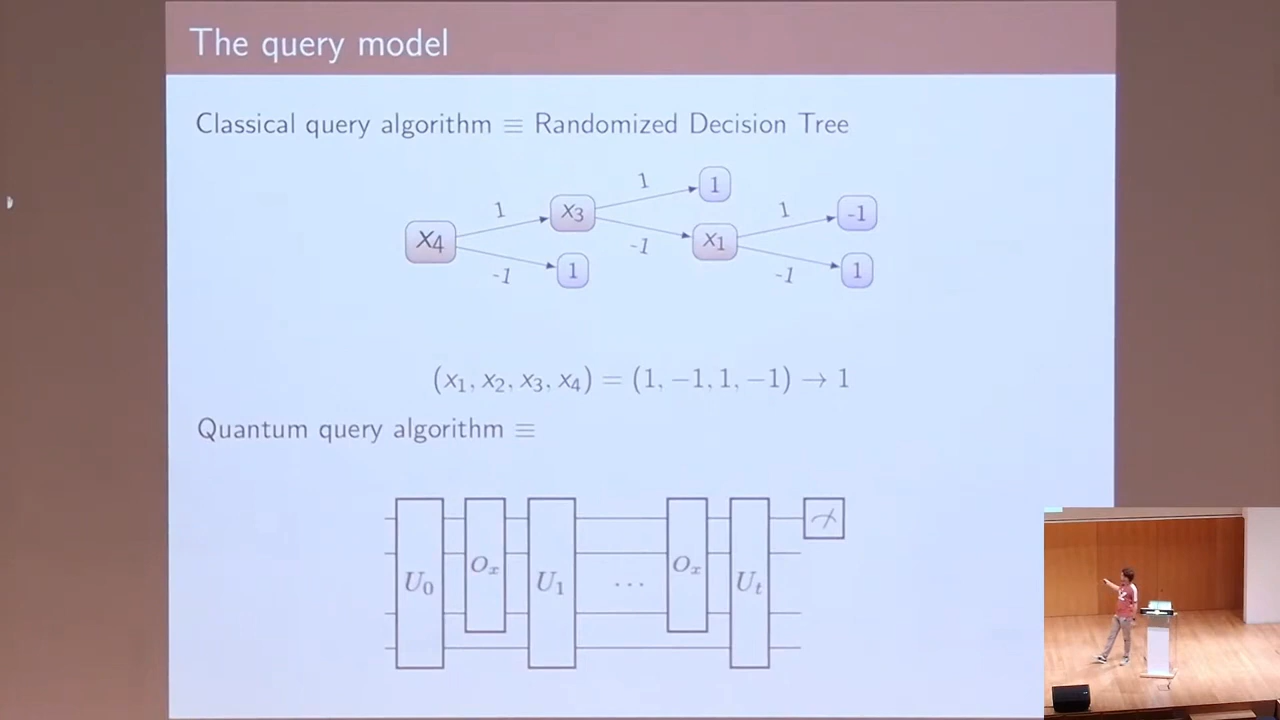 The query model
Classical query algorithm ≡ Randomized Decision Tree
x₄ 1 -1
x₃ 1 1 -1
1 x₁ 1 -1
-1 1
(x₁, x₂, x₃, x₄) = (1, −1, 1, −1) → 1
Quantum query algorithm ≡
U₀ Oₓ U₁ ... Oₓ Uₜ